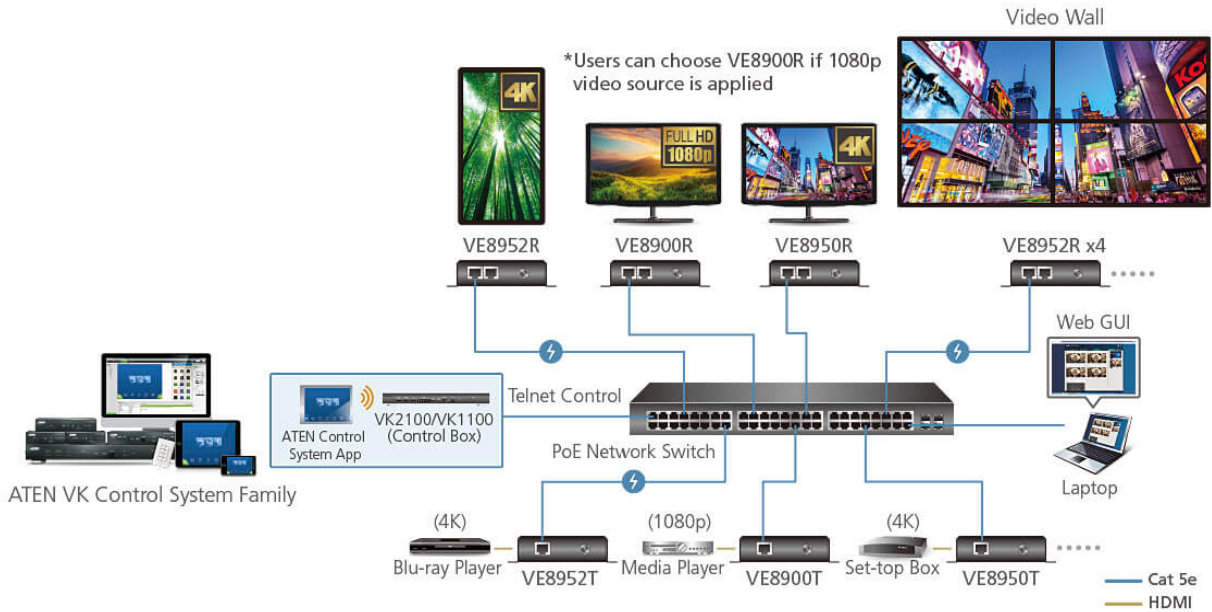 Video Wall
*Users can choose VE8900R if 1080p
video source is applied
4K
FULL HD
1080p
4K
VE8952R
VE8900R
VE8950R
VE8952R x4
Web GUI
Telnet Control
VK2100/VK1100
(Control Box)
ATEN Control
System App
PoE Network Switch
Laptop
ATEN VK Control System Family
(4K)
Blu-ray Player
VE8952T
(1080p)
Media Player
VE8900T
(4K)
Set-top Box
VE8950T
Cat 5e
HDMI